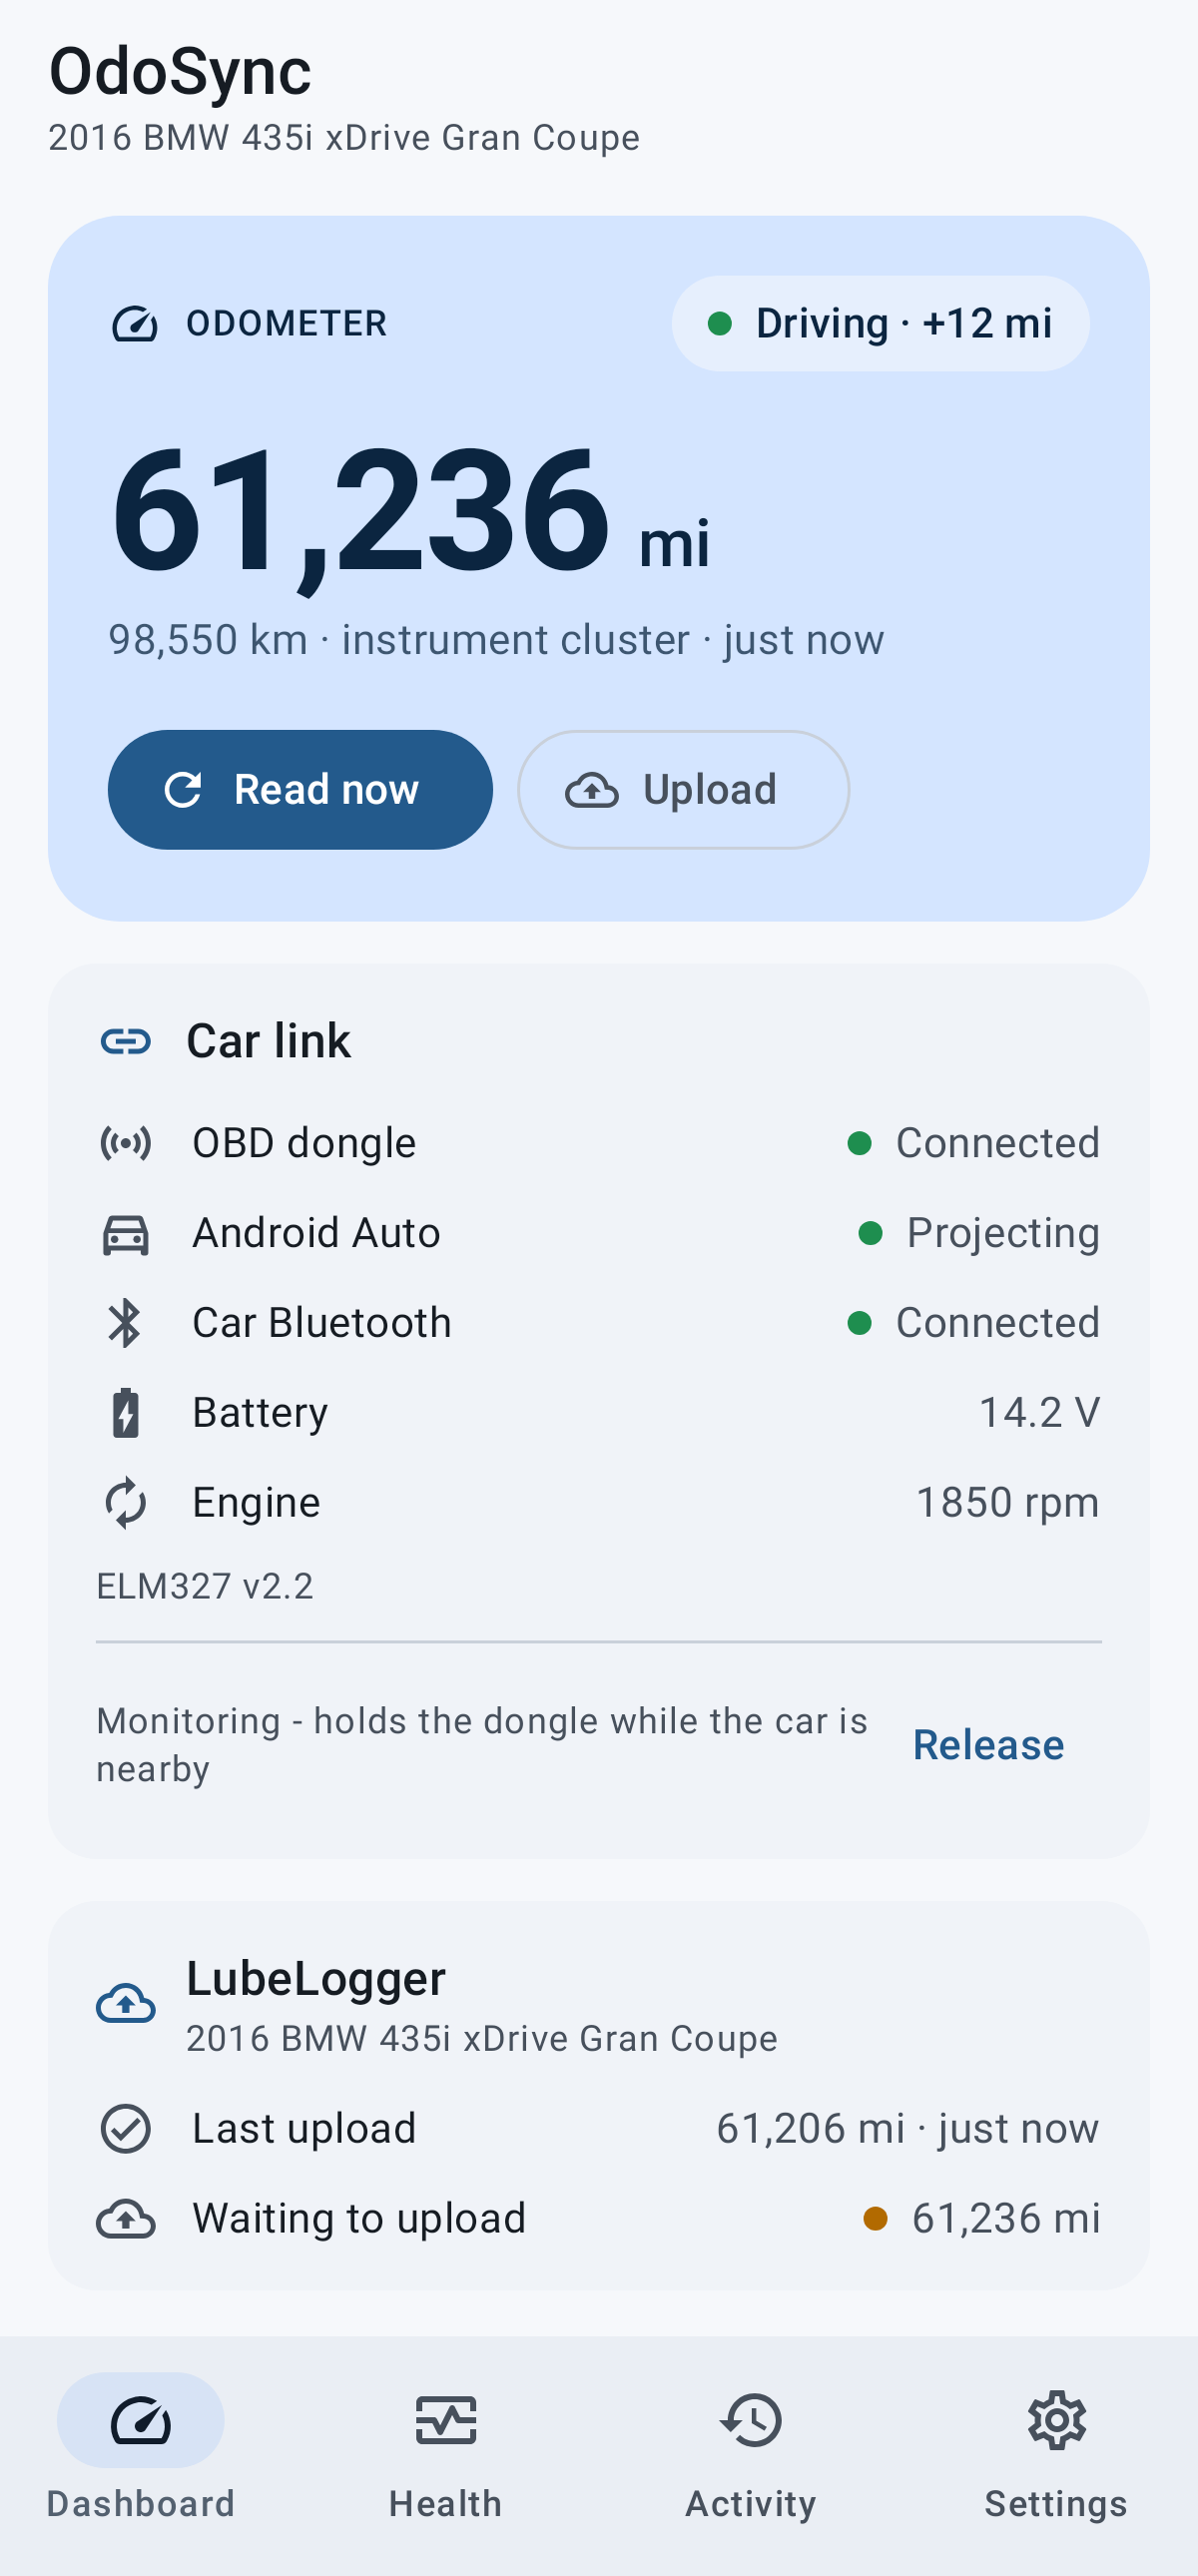 OdoSync
2016 BMW 435i xDrive Gran Coupe
ODOMETER
Driving · +12 mi
61,236 mi
98,550 km · instrument cluster · just now
Read now
Upload
Car link
OBD dongle
Connected
Android Auto
Projecting
Car Bluetooth
Connected
Battery
14.2 V
Engine
1850 rpm
ELM327 v2.2
Monitoring - holds the dongle while the car is
nearby
Release
LubeLogger
2016 BMW 435i xDrive Gran Coupe
Last upload
61,206 mi · just now
Waiting to upload
61,236 mi
Dashboard
Health
Activity
Settings